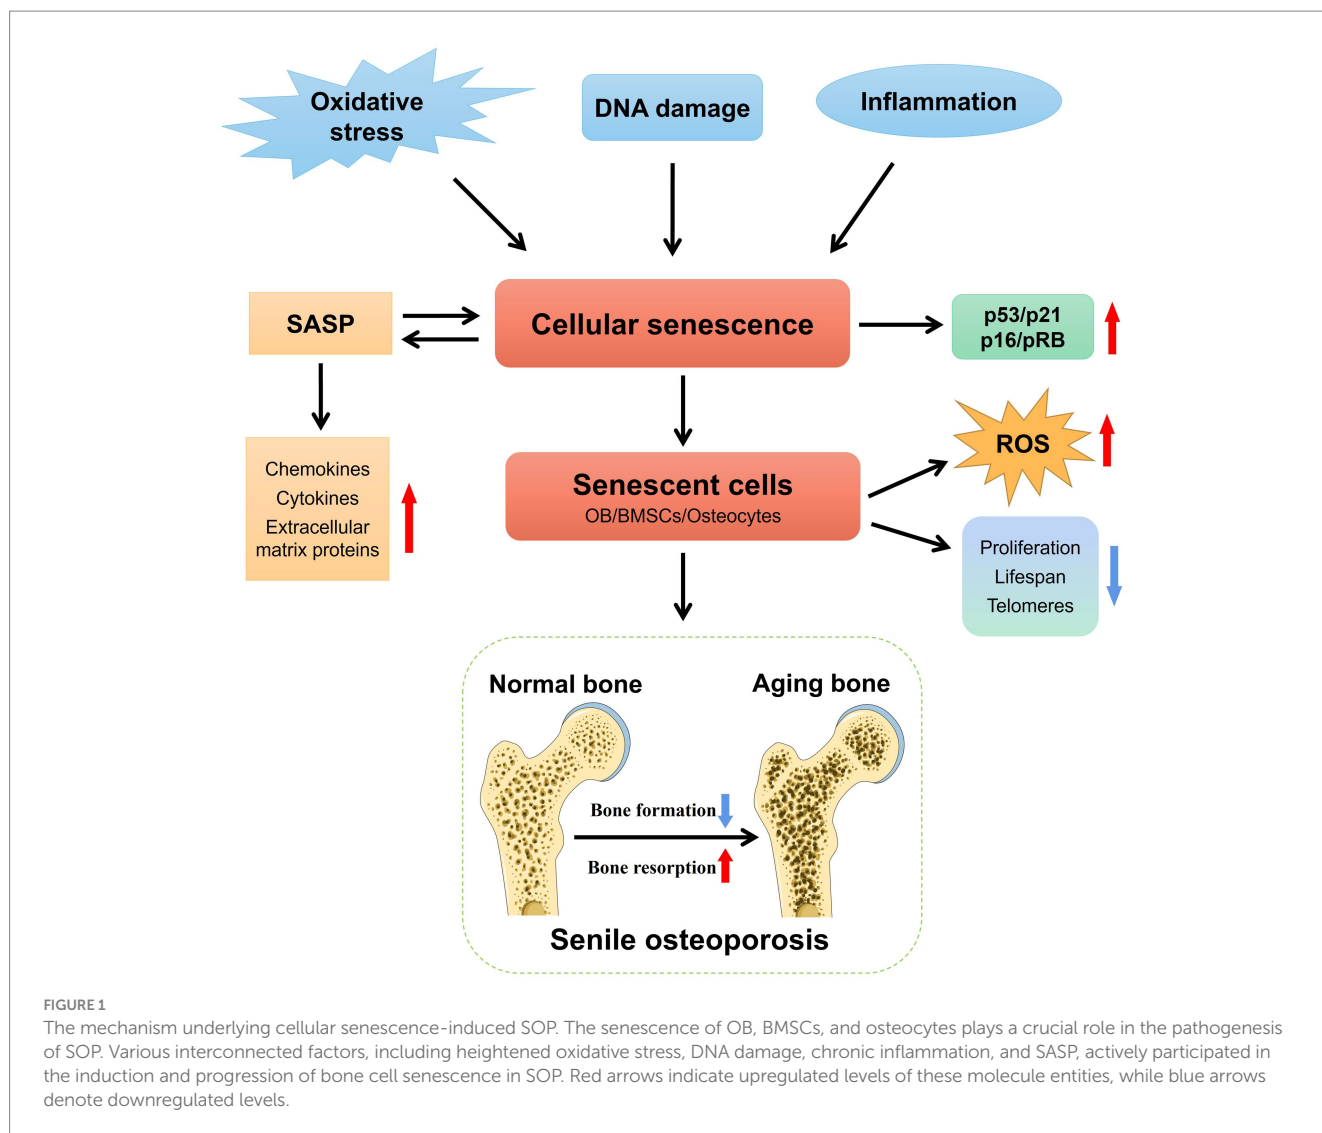 Oxidative
stress
DNA damage
Inflammation
SASP
Cellular senescence
p53/p21
p16/pRB
Chemokines
Cytokines
Extracellular
matrix proteins
Senescent cells
OB/BMSCs/Osteocytes
ROS
Proliferation
Lifespan
Telomeres
Normal bone
Aging bone
Bone formation
Bone resorption
Senile osteoporosis
FIGURE 1
The mechanism underlying cellular senescence-induced SOP. The senescence of OB, BMSCs, and osteocytes plays a crucial role in the pathogenesis
of SOP. Various interconnected factors, including heightened oxidative stress, DNA damage, chronic inflammation, and SASP, actively participated in
the induction and progression of bone cell senescence in SOP. Red arrows indicate upregulated levels of these molecule entities, while blue arrows
denote downregulated levels.